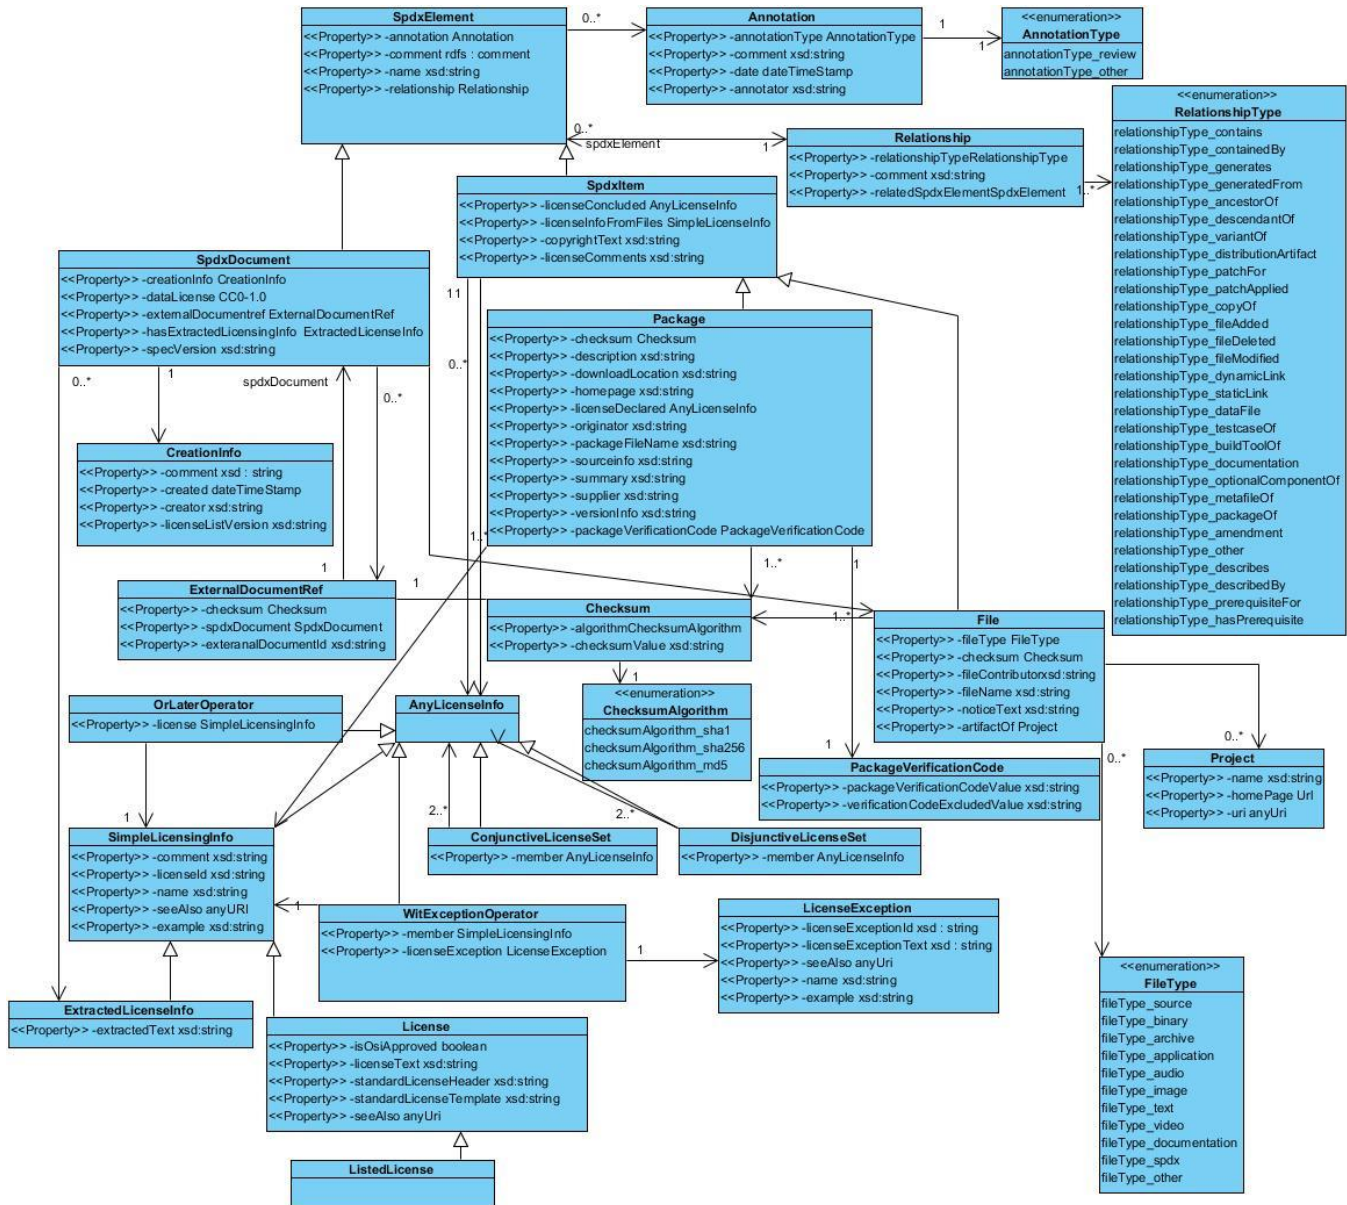 SpdxElement
<<Property>> -annotation Annotation
<<Property>> -comment rdfs : comment
<<Property>> -name xsd:string
<<Property>> -relationship Relationship
0..*
Annotation
<<Property>> -annotationType AnnotationType
<<Property>> -comment xsd:string
<<Property>> -date dateTimeStamp
<<Property>> -annotator xsd:string
1
1
<<enumeration>>
AnnotationType
annotationType_review
annotationType_other
0..*
spdxElement
1
Relationship
<<Property>> -relationshipTypeRelationshipType
<<Property>> -comment xsd:string
<<Property>> -relatedSpdxElementSpdxElement
1..*
<<enumeration>>
RelationshipType
relationshipType_contains
relationshipType_containedBy
relationshipType_generates
relationshipType_generatedFrom
relationshipType_ancestorOf
relationshipType_descendantOf
relationshipType_variantOf
relationshipType_distributionArtifact
relationshipType_patchFor
relationshipType_patchApplied
relationshipType_copyOf
relationshipType_fileAdded
relationshipType_fileDeleted
relationshipType_fileModified
relationshipType_dynamicLink
relationshipType_staticLink
relationshipType_dataFile
relationshipType_testcaseOf
relationshipType_buildToolOf
relationshipType_documentation
relationshipType_optionalComponentOf
relationshipType_metafileOf
relationshipType_packageOf
relationshipType_amendment
relationshipType_other
relationshipType_describes
relationshipType_describedBy
relationshipType_prerequisiteFor
relationshipType_hasPrerequisite
SpdxItem
<<Property>> -licenseConcluded AnyLicenseInfo
<<Property>> -licenseInfoFromFiles SimpleLicenseInfo
<<Property>> -copyrightText xsd:string
<<Property>> -licenseComments xsd:string
11
0..*
SpdxDocument
<<Property>> -creationInfo CreationInfo
<<Property>> -dataLicense CC0-1.0
<<Property>> -externalDocumentref ExternalDocumentRef
<<Property>> -hasExtractedLicensingInfo ExtractedLicenseInfo
<<Property>> -specVersion xsd:string
0..*
1
spdxDocument
0..*
Package
<<Property>> -checksum Checksum
<<Property>> -description xsd:string
<<Property>> -downloadLocation xsd:string
<<Property>> -homepage xsd:string
<<Property>> -licenseDeclared AnyLicenseInfo
<<Property>> -originator xsd:string
<<Property>> -packageFileName xsd:string
<<Property>> -sourceinfo xsd:string
<<Property>> -summary xsd:string
<<Property>> -supplier xsd:string
<<Property>> -versionInfo xsd:string
<<Property>> -packageVerificationCode PackageVerificationCode
1..*
1..*
1
CreationInfo
<<Property>> -comment xsd : string
<<Property>> -created dateTimeStamp
<<Property>> -creator xsd:string
<<Property>> -licenseListVersion xsd:string
1
1
ExternalDocumentRef
<<Property>> -checksum Checksum
<<Property>> -spdxDocument SpdxDocument
<<Property>> -exteranalDocumentId xsd:string
Checksum
<<Property>> -algorithmChecksumAlgorithm
<<Property>> -checksumValue xsd:string
1..*
1
File
<<Property>> -fileType FileType
<<Property>> -checksum Checksum
<<Property>> -fileContributorxsd:string
<<Property>> -fileName xsd:string
<<Property>> -noticeText xsd:string
<<Property>> -artifactOf Project
<<enumeration>>
ChecksumAlgorithm
checksumAlgorithm_sha1
checksumAlgorithm_sha256
checksumAlgorithm_md5
OrLaterOperator
<<Property>> -license SimpleLicensingInfo
AnyLicenseInfo
1
0..*
0..*
PackageVerificationCode
<<Property>> -packageVerificationCodeValue xsd:string
<<Property>> -verificationCodeExcludedValue xsd:string
Project
<<Property>> -name xsd:string
<<Property>> -homePage Url
<<Property>> -uri anyUri
1
2..*
2..*
SimpleLicensingInfo
<<Property>> -comment xsd:string
<<Property>> -licenseId xsd:string
<<Property>> -name xsd:string
<<Property>> -seeAlso anyURI
<<Property>> -example xsd:string
ConjunctiveLicenseSet
<<Property>> -member AnyLicenseInfo
DisjunctiveLicenseSet
<<Property>> -member AnyLicenseInfo
1
WitExceptionOperator
<<Property>> -member SimpleLicensingInfo
<<Property>> -licenseException LicenseException
1
LicenseException
<<Property>> -licenseExceptionId xsd : string
<<Property>> -licenseExceptionText xsd : string
<<Property>> -seeAlso anyUri
<<Property>> -name xsd:string
<<Property>> -example xsd:string
<<enumeration>>
FileType
fileType_source
fileType_binary
fileType_archive
fileType_application
fileType_audio
fileType_image
fileType_text
fileType_video
fileType_documentation
fileType_spdx
fileType_other
ExtractedLicenseInfo
<<Property>> -extractedText xsd:string
License
<<Property>> -isOsiApproved boolean
<<Property>> -licenseText xsd:string
<<Property>> -standardLicenseHeader xsd:string
<<Property>> -standardLicenseTemplate xsd:string
<<Property>> -seeAlso anyUri
ListedLicense